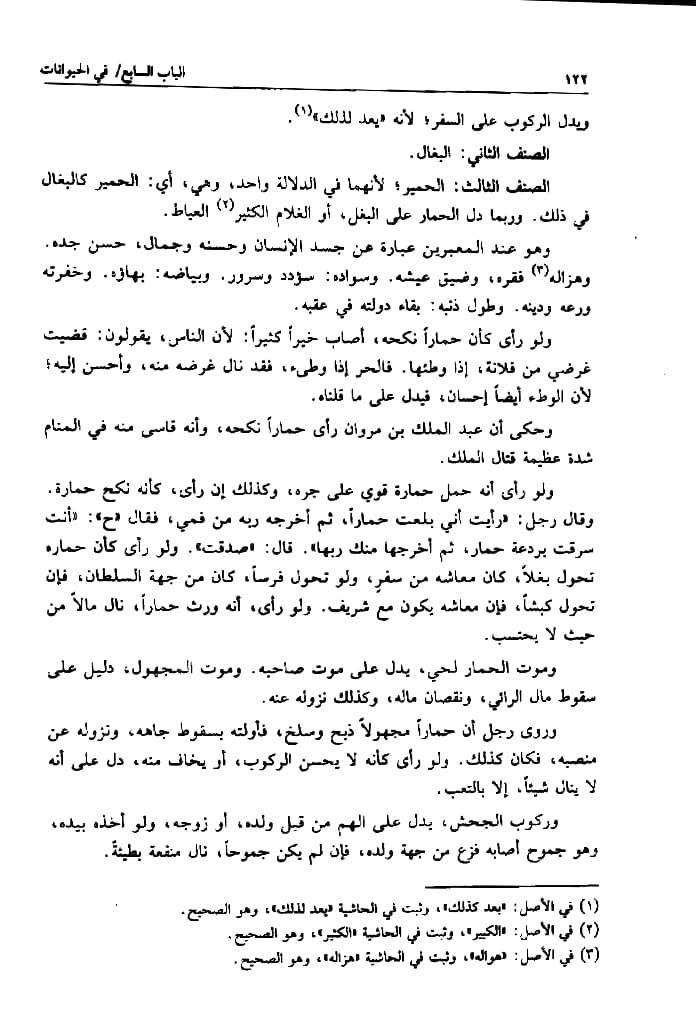 ١٢٢ الباب السابع/ في الحيوانات
ويدل الركوب على السفر؛ لأنه «يعد لذلك»(١).
الصنف الثاني: البغال.
الصنف الثالث: الحمير؛ لأنهما في الدلالة واحد، وهي، أي: الحمير كالبغال
في ذلك. وربما دل الحمار على البغل، أو الغلام الكثير(٢) العياط.
وهو عند المعبرين عبارة عن جسد الإنسان وحسنه وجمال، حسن جده.
وهزاله(٣) فقره، وضيق عيشه. وسواده: سؤدد وسرور. وبياضه: بهاؤه. وخفرته
ورعه ودينه. وطول ذنبه: بقاء دولته في عقبه.
ولو رأى كأن حماراً نكحه، أصاب خيراً كثيراً: لأن الناس، يقولون: قضيت
غرضي من فلانة، إذا وطئها. فالحر إذا وطىء، فقد نال غرضه منه، وأحسن إليه؛
لأن الوطء أيضاً إحسان، فيدل على ما قلناه.
وحكى أن عبد الملك بن مروان رأى حماراً نكحه، وأنه قاسى منه في المنام
شدة عظيمة قتال الملك.
ولو رأى أنه حمل حمارة قوي على جره، وكذلك إن رأى، كأنه نكح حمارة.
وقال رجل: «رأيت أني بلعت حماراً، ثم أخرجه ربه من فمي، فقال «ح»: «أنت
سرقت بردعة حمار، ثم أخرجها منك ربها». قال: «صدقت». ولو رأى كأن حماره
تحول بغلاً، كان معاشه من سفرٍ، ولو تحول فرساً، كان من جهة السلطان، فإن
تحول كبشاً، فإن معاشه يكون مع شريف. ولو رأى، أنه ورث حماراً، نال مالاً من
حيث لا يحتسب.
وموت الحمار لحي، يدل على موت صاحبه. وموت المجهول، دليل على
سقوط مال الرائي، ونقصان ماله، وكذلك نزوله عنه.
وروى رجل أن حماراً مجهولاً ذبح وسلخ، فأولته بسقوط جاهه، وتزوله عن
منصبه، فكان كذلك. ولو رأى كأنه لا يحسن الركوب، أو يخاف منه، دل على أنه
لا ينال شيئاً، إلا بالتعب.
وركوب الجحش، يدل على الهم من قبل ولده، أو زوجه، ولو أخذه بيده،
وهو جموح أصابه فزع من جهة ولده، فإن لم يكن جموحاً، نال منفعة بطيئةً.
(١) في الأصل: «بعد كذلك»، وثبت في الحاشية «يعد لذلك»، وهو الصحيح.
(٢) في الأصل: «الكبير»، وثبت في الحاشية «الكثير»، وهو الصحيح.
(٣) في الأصل: «هواله»، وثبت في الحاشية «هزاله»، وهو الصحيح.